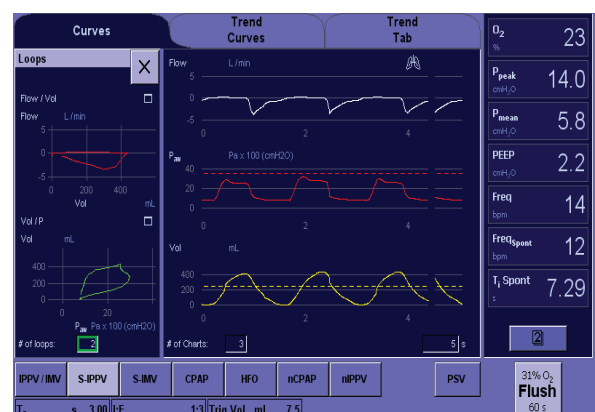 Curves
Trend Curves
Trend Tab
Loops
X
Flow / Vol
Flow L/min
5
0
-5
0 200 400
Vol mL
Vol / P
Vol mL
400
200
0
0 20
Paw Pa x 100 (cmH2O)
# of loops: 2
Flow L/min
5
0
-5
0 2 4
Paw Pa x 100 (cmH2O)
40
20
0
0 2 4
Vol mL
400
200
0
2 4
# of Charts: 3
5 s
O2 % 23
Ppeak cmH2O 14.0
Pmean cmH2O 5.8
PEEP cmH2O 2.2
Freq bpm 14
FreqSpont bpm 12
Ti Spont s 7.29
2
IPPV / IMV S-IPPV S-IMV CPAP HFO nCPAP nIPPV PSV
31% O2
Flush
60 s
s 3.00 I:E 1:3 Trig Vol mL 7.5